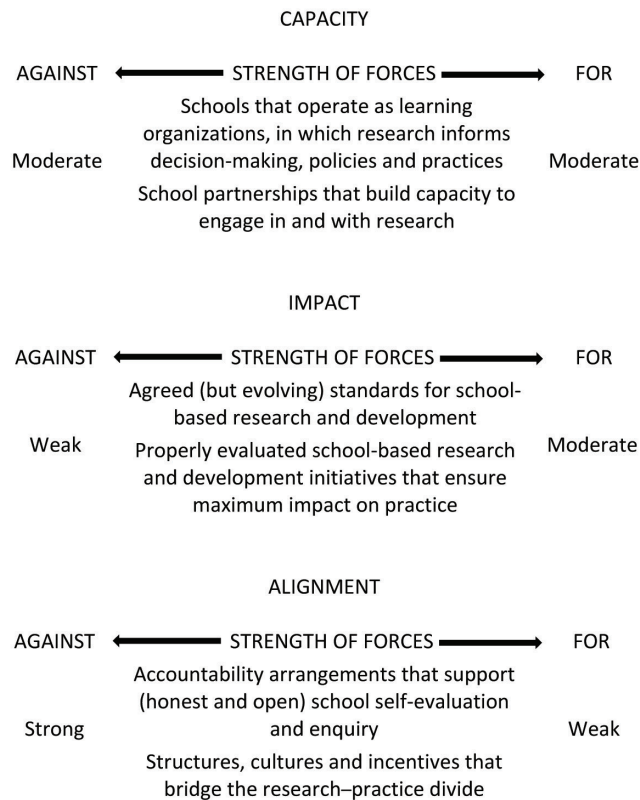 CAPACITY
AGAINST STRENGTH OF FORCES FOR
Schools that operate as learning
organizations, in which research informs
Moderate decision-making, policies and practices Moderate
School partnerships that build capacity to
engage in and with research
IMPACT
AGAINST STRENGTH OF FORCES FOR
Agreed (but evolving) standards for school-
based research and development
Weak Properly evaluated school-based research Moderate
and development initiatives that ensure
maximum impact on practice
ALIGNMENT
AGAINST STRENGTH OF FORCES FOR
Accountability arrangements that support
(honest and open) school self-evaluation
Strong and enquiry Weak
Structures, cultures and incentives that
bridge the research–practice divide